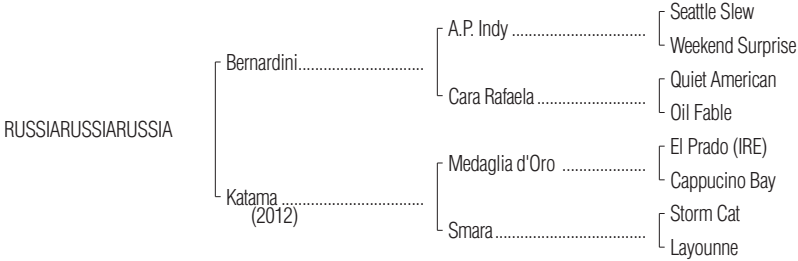 Seattle Slew
A.P. Indy ................................
Weekend Surprise
Bernardini..............................
Quiet American
Cara Rafaela ..........................
Oil Fable
RUSSIARUSSIARUSSIA
El Prado (IRE)
Medaglia d'Oro ....................
Cappucino Bay
Katama ..................................
(2012)
Storm Cat
Smara....................................
Layounne